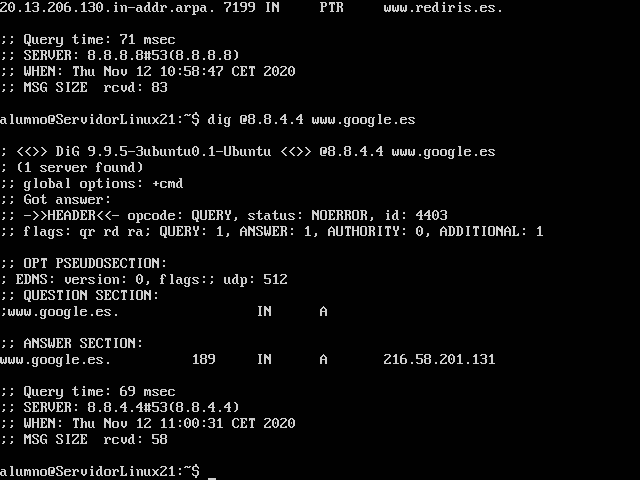 20.13.206.130.in-addr.arpa. 7199 IN     PTR     www.rediris.es.

;; Query time: 71 msec
;; SERVER: 8.8.8.8#53(8.8.8.8)
;; WHEN: Thu Nov 12 10:58:47 CET 2020
;; MSG SIZE  rcvd: 83

alumno@ServidorLinux21:~$ dig @8.8.4.4 www.google.es

; <<>> DiG 9.9.5-3ubuntu0.1-Ubuntu <<>> @8.8.4.4 www.google.es
; (1 server found)
;; global options: +cmd
;; Got answer:
;; ->>HEADER<<- opcode: QUERY, status: NOERROR, id: 4403
;; flags: qr rd ra; QUERY: 1, ANSWER: 1, AUTHORITY: 0, ADDITIONAL: 1

;; OPT PSEUDOSECTION:
; EDNS: version: 0, flags:; udp: 512
;; QUESTION SECTION:
;www.google.es.                 IN      A

;; ANSWER SECTION:
www.google.es.          189     IN      A       216.58.201.131

;; Query time: 69 msec
;; SERVER: 8.8.4.4#53(8.8.4.4)
;; WHEN: Thu Nov 12 11:00:31 CET 2020
;; MSG SIZE  rcvd: 58

alumno@ServidorLinux21:~$ _